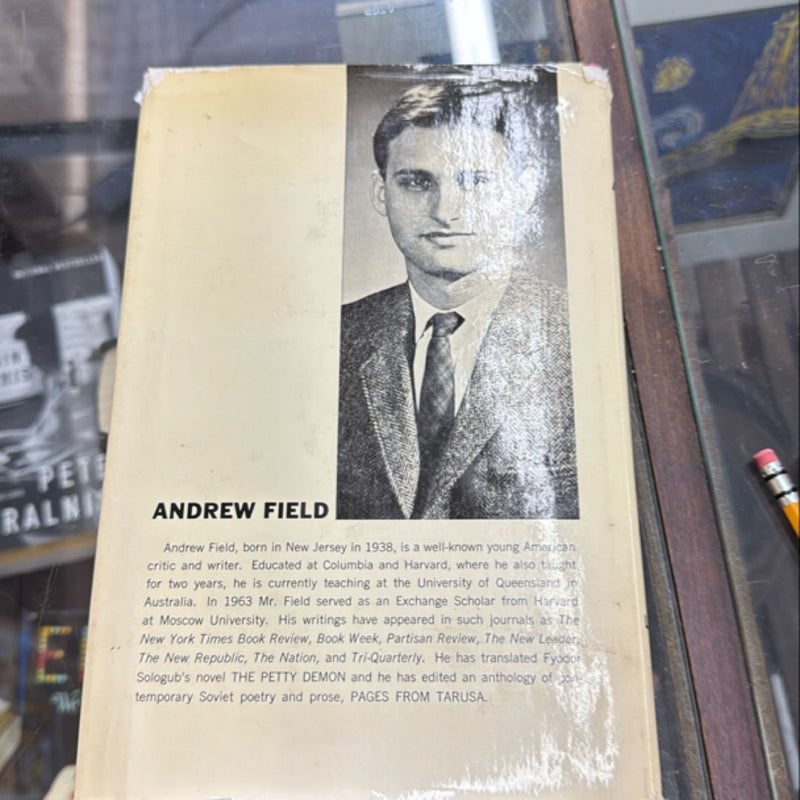 PETE
RALNI
ANDREW FIELD
Andrew Field, born in New Jersey in 1938, is a well-known young American
critic and writer. Educated at Columbia and Harvard, where he also taught
for two years, he is currently teaching at the University of Queensland in
Australia. In 1963 Mr. Field served as an Exchange Scholar from Harvard
at Moscow University. His writings have appeared in such journals as The
New York Times Book Review, Book Week, Partisan Review, The New Leader,
The New Republic, The Nation, and Tri-Quarterly. He has translated Fyodor
Sologub's novel THE PETTY DEMON and he has edited an anthology of con-
temporary Soviet poetry and prose, PAGES FROM TARUSA.